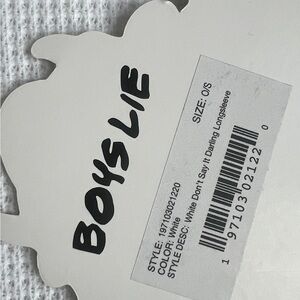 BOYS LIE
STYLE: 197103021220
SIZE: O/S
COLOR: White
STYLE DESC: White Don't Say It Darling Longsleeve
1 97103 02122 0